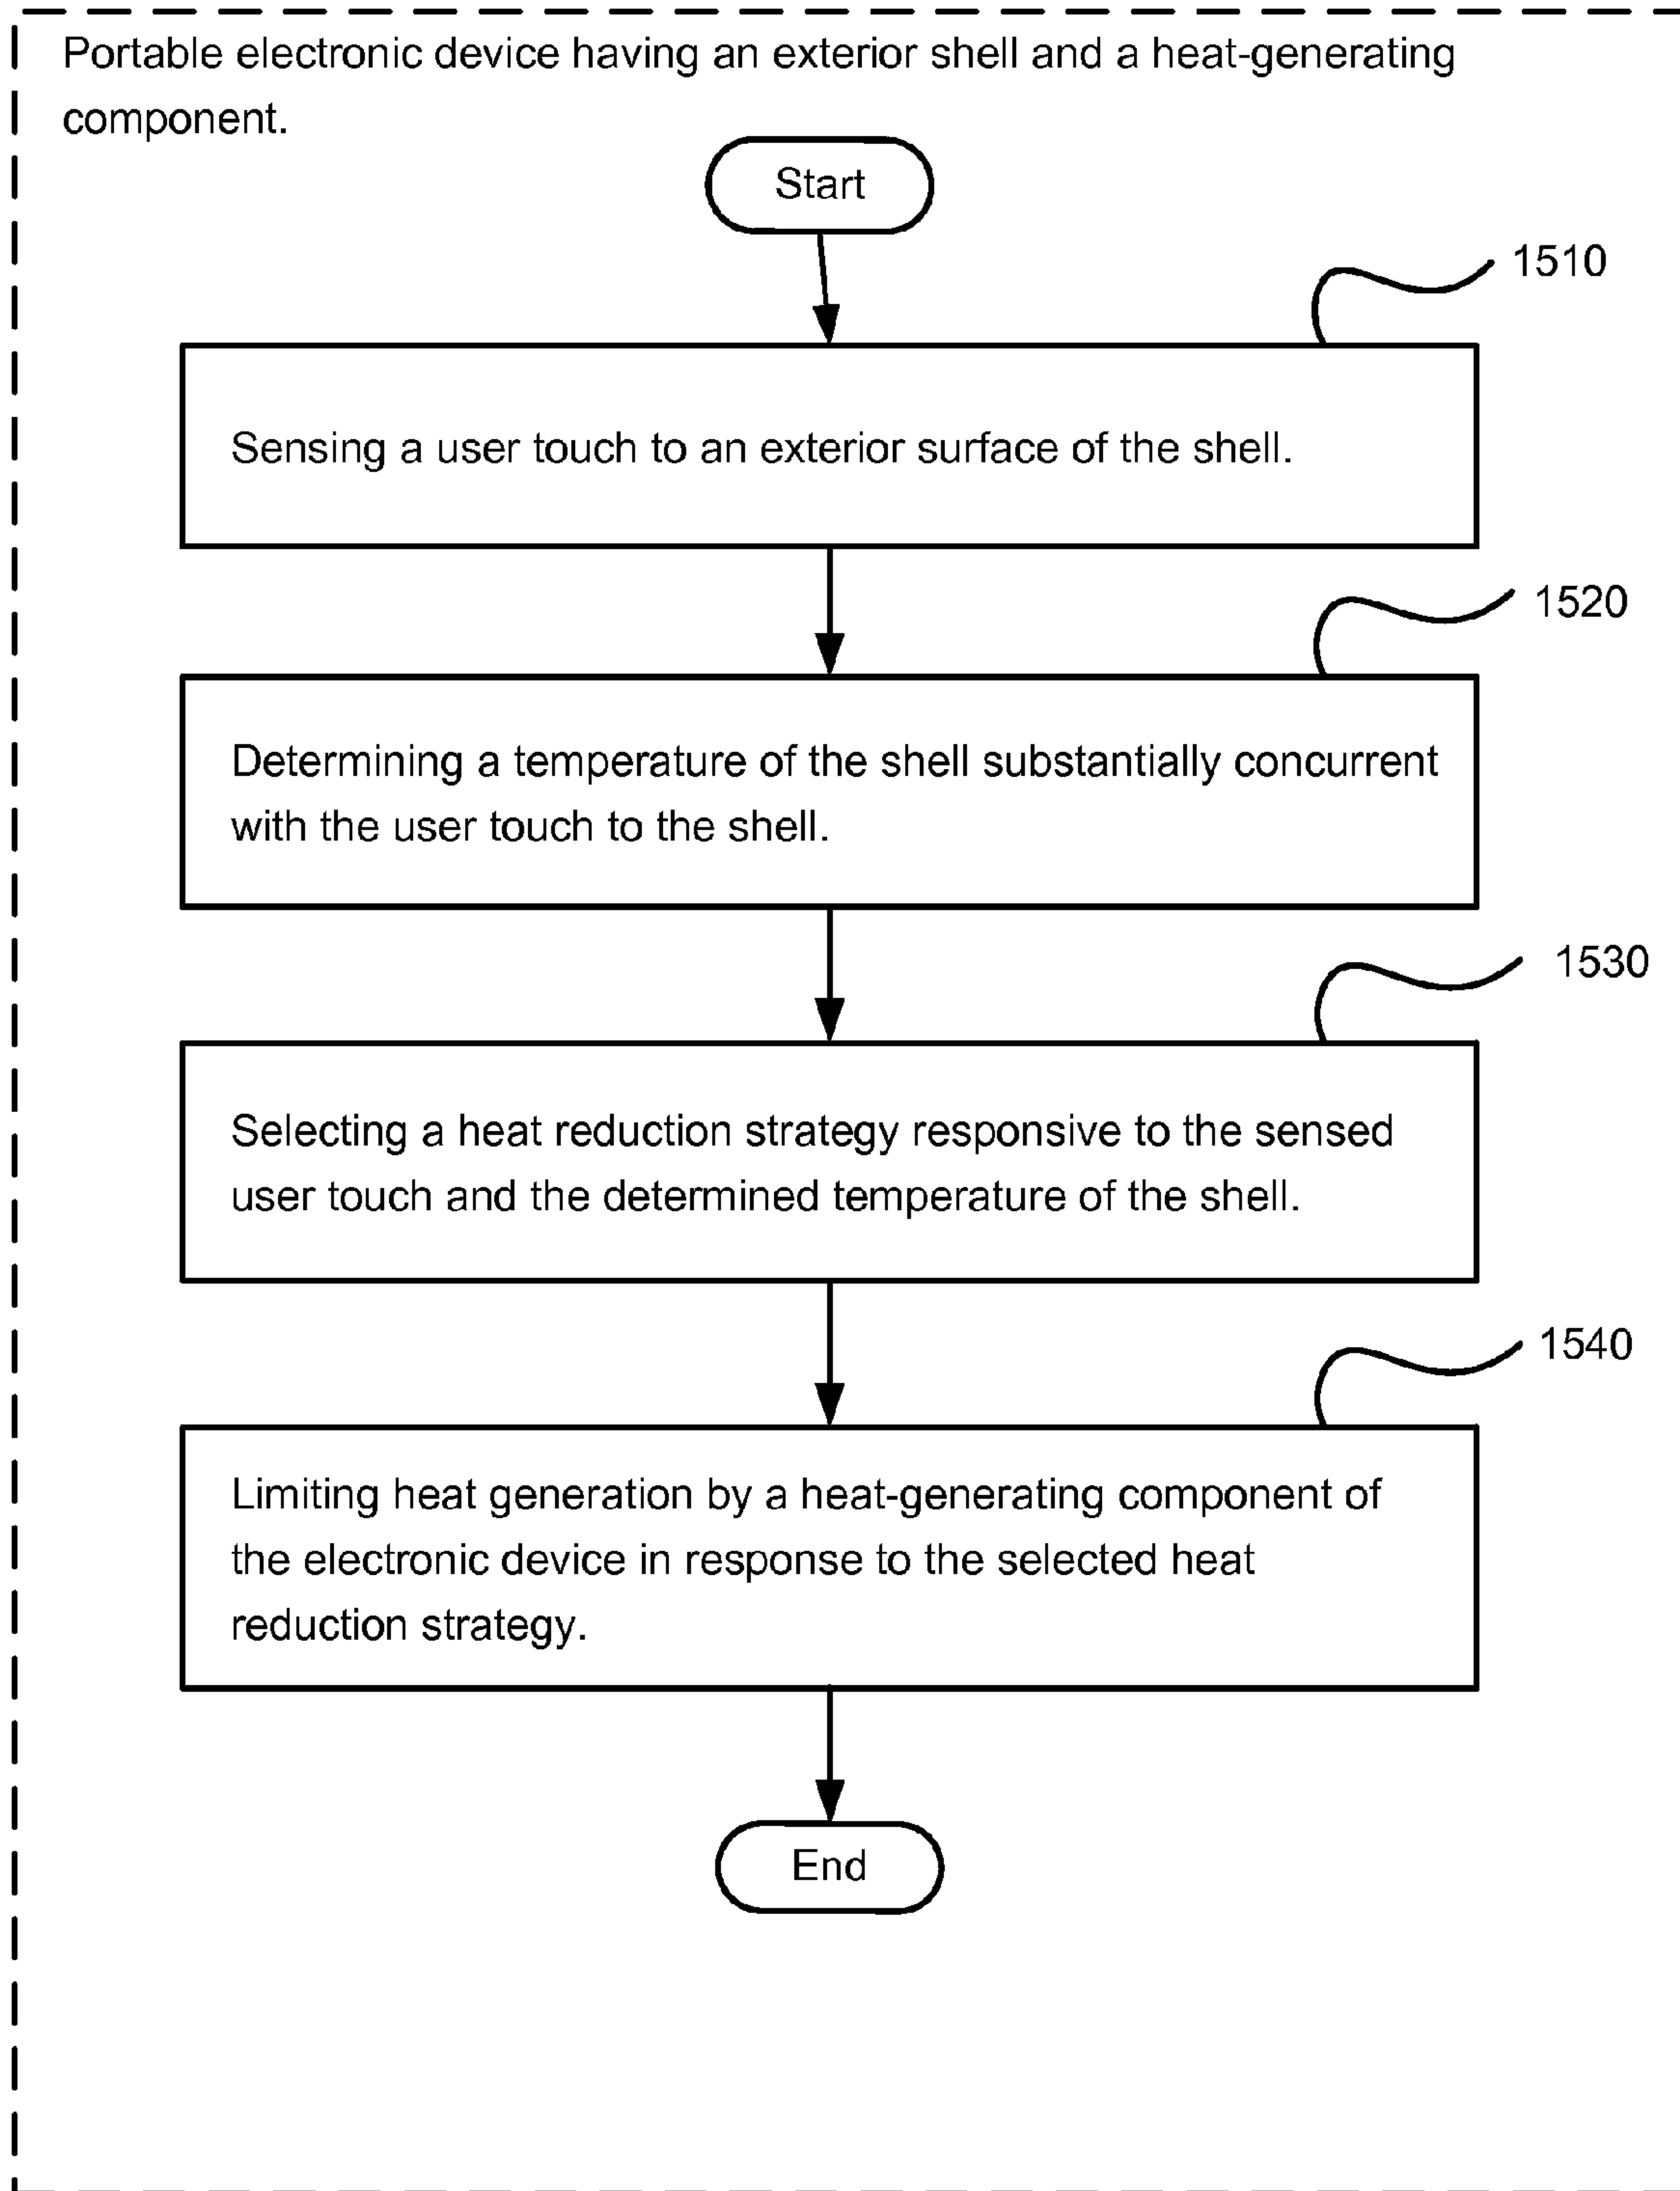 Portable electronic device having an exterior shell and a heat-generating
component.
Start
1510
Sensing a user touch to an exterior surface of the shell.
1520
Determining a temperature of the shell substantially concurrent
with the user touch to the shell.
1530
Selecting a heat reduction strategy responsive to the sensed
user touch and the determined temperature of the shell.
1540
Limiting heat generation by a heat-generating component of
the electronic device in response to the selected heat
reduction strategy.
End